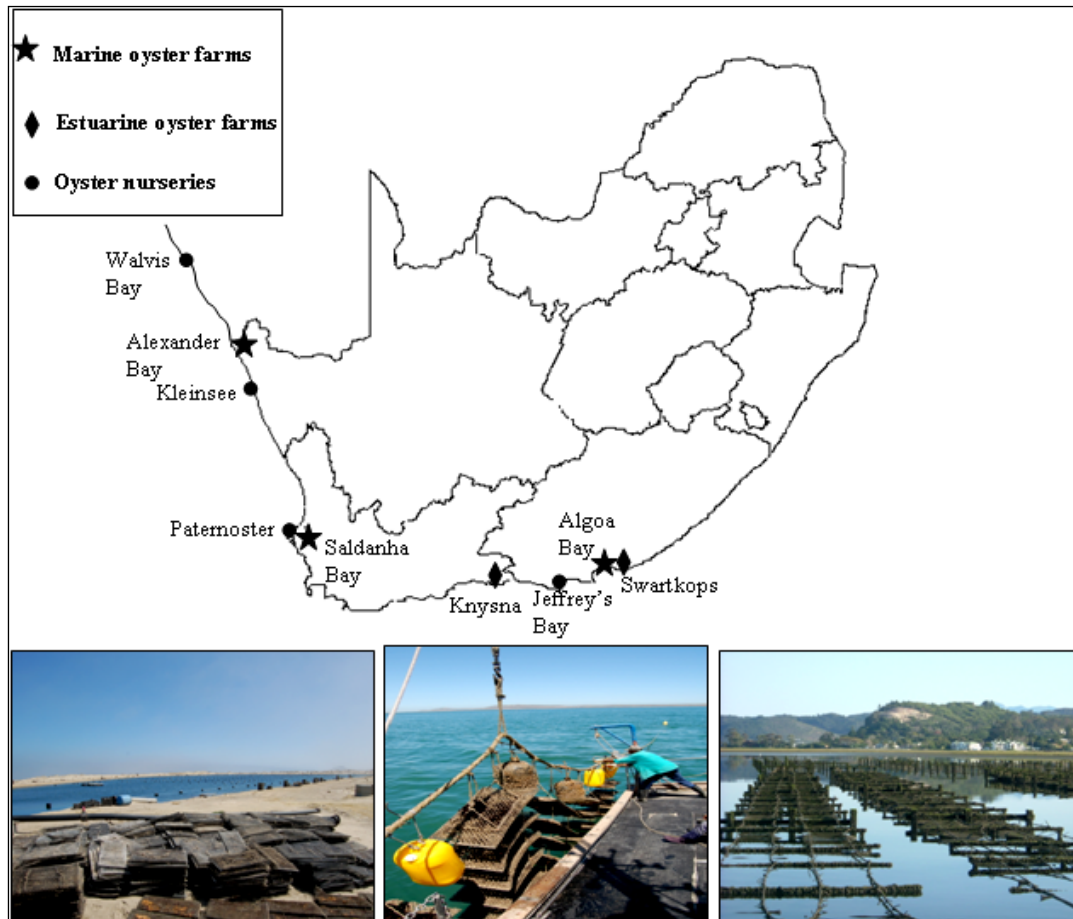 Marine oyster farms
Estuarine oyster farms
Oyster nurseries
Walvis
Bay
Alexander
Bay
Kleinsee
Paternoster
Saldanha
Bay
Algoa
Bay
Swartkops
Knysna
Jeffrey's
Bay